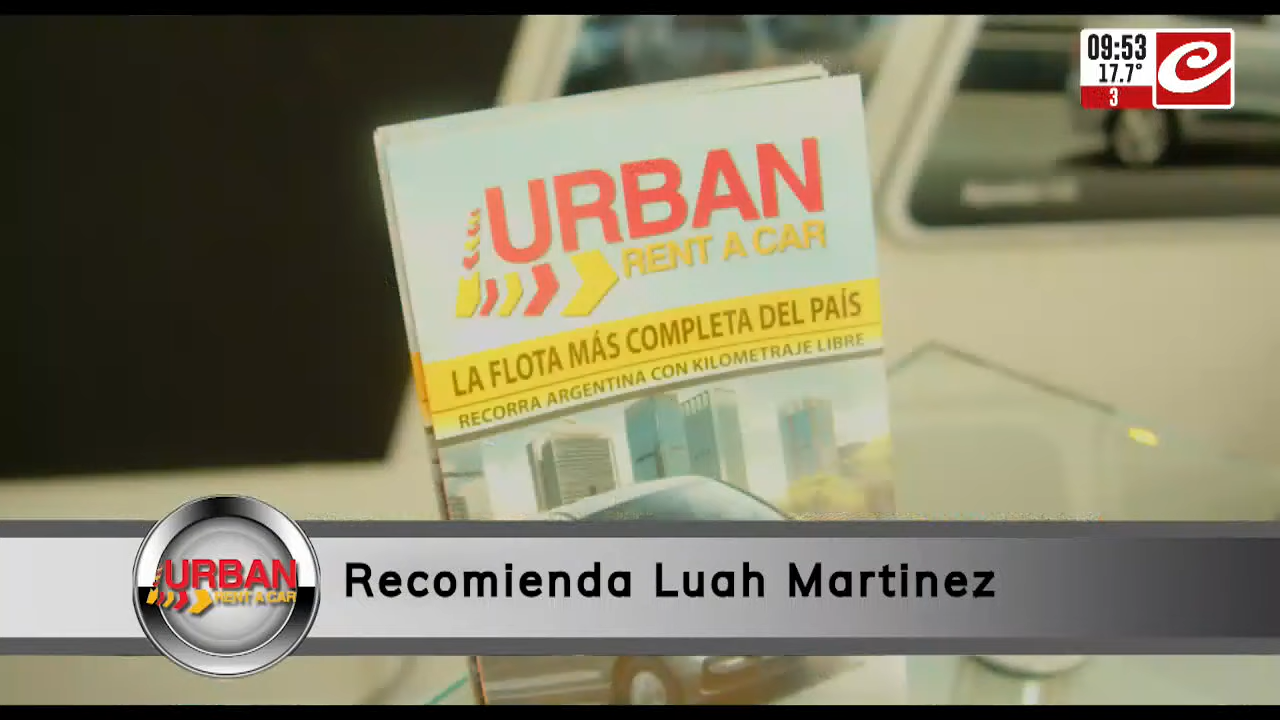 09:53
17.7°
3
URBAN
RENT A CAR
LA FLOTA MÁS COMPLETA DEL PAÍS
RECORRA ARGENTINA CON KILOMETRAJE LIBRE
URBAN
RENT A CAR
Recomienda Luah Martinez